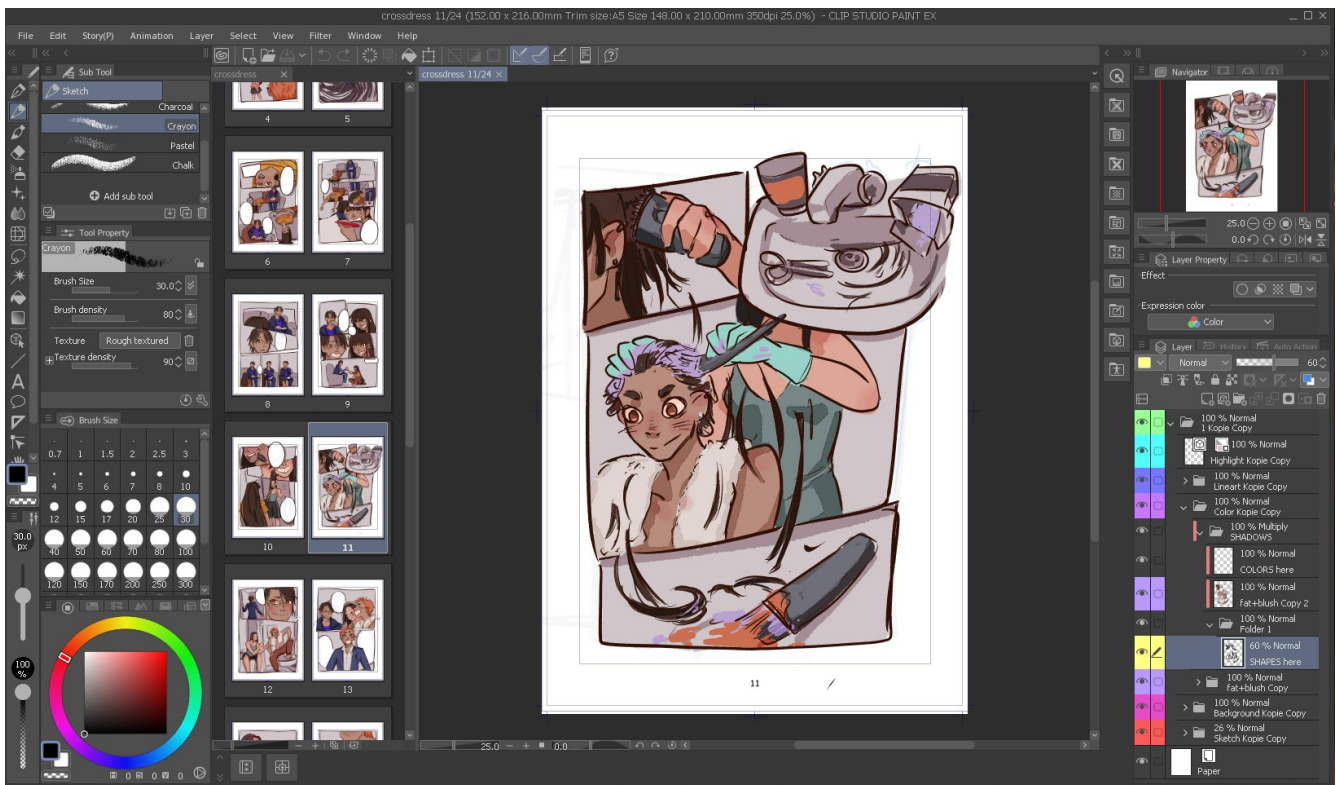 crossdress 11/24 (152.00 x 216.00mm Trim size:A5 Size 148.00 x 210.00mm 350dpi 25.0%) - CLIP STUDIO PAINT EX
File Edit Story(P) Animation Layer Select View Filter Window Help
Sub Tool
Sketch
Charcoal
Crayon
Pastel
Chalk
Add sub tool
Tool Property
Crayon
Brush Size 30.0
Brush density 80
Texture Rough textured
Texture density 90
Brush Size
0.7 1 1.5 2 2.5 3
4 5 6 7 8 10
12 15 17 20 25 30
40 50 60 70 80 100
120 150 170 200 250 300
30.0
px
100
%
0 0 0
crossdress
4 5
6 7
8 9
10 11
12 13
crossdress 11/24
11
25.0 0.0
Navigator
25.0
0.0
Layer Property
Effect
Expression color
Color
Layer History Auto Action
Normal 60
100 % Normal
1 Kopie Copy
100 % Normal
Highlight Kopie Copy
100 % Normal
Lineart Kopie Copy
100 % Normal
Color Kopie Copy
100 % Multiply
SHADOWS
100 % Normal
COLORS here
100 % Normal
fat+blush Copy 2
100 % Normal
Folder 1
60 % Normal
SHAPES here
100 % Normal
fat+blush Copy
100 % Normal
Background Kopie Copy
26 % Normal
Sketch Kopie Copy
Paper